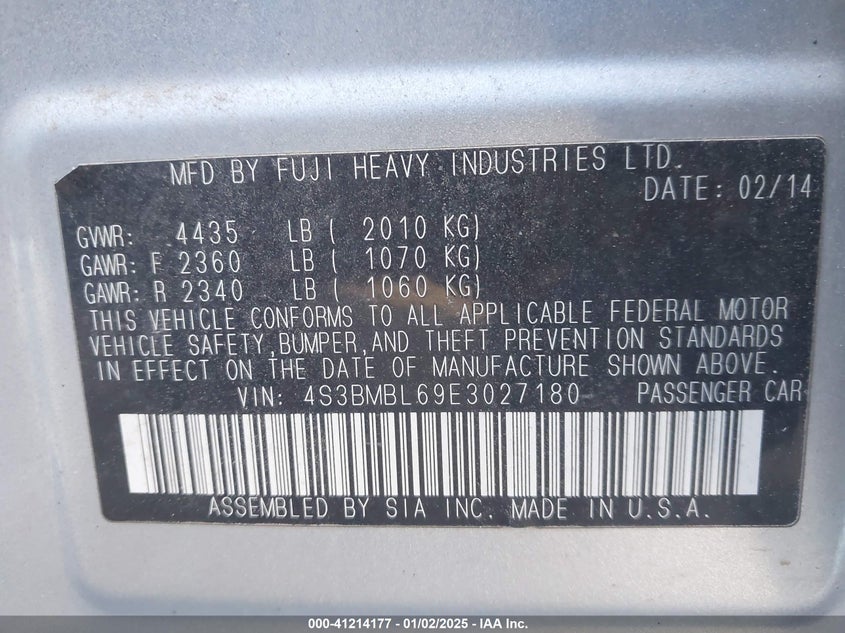 MFD BY FUJI HEAVY INDUSTRIES LTD.
DATE: 02/14
GVWR: 4435 LB ( 2010 KG)
GAWR: F 2360 LB ( 1070 KG)
GAWR: R 2340 LB ( 1060 KG)
THIS VEHICLE CONFORMS TO ALL APPLICABLE FEDERAL MOTOR
VEHICLE SAFETY,BUMPER,AND THEFT PREVENTION STANDARDS
IN EFFECT ON THE DATE OF MANUFACTURE SHOWN ABOVE.
VIN: 4S3BMBL69E3027180 PASSENGER CAR
ASSEMBLED BY SIA INC. MADE IN U.S.A.
000-41214177 - 01/02/2025 - IAA Inc.